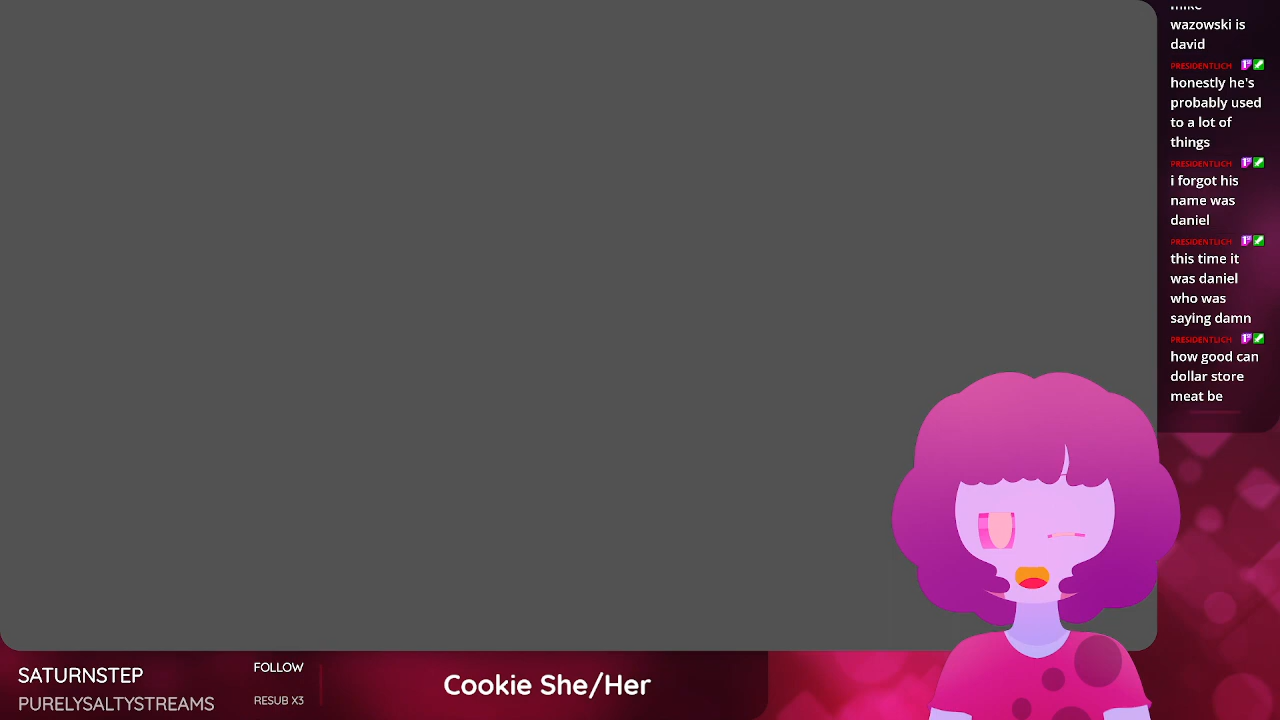 mike
wazowski is
david
PRESIDENTLICH
honestly he's
probably used
to a lot of
things
PRESIDENTLICH
i forgot his
name was
daniel
PRESIDENTLICH
this time it
was daniel
who was
saying damn
PRESIDENTLICH
how good can
dollar store
meat be
SATURNSTEP
FOLLOW
PURELYSALTYSTREAMS
RESUB X3
Cookie She/Her